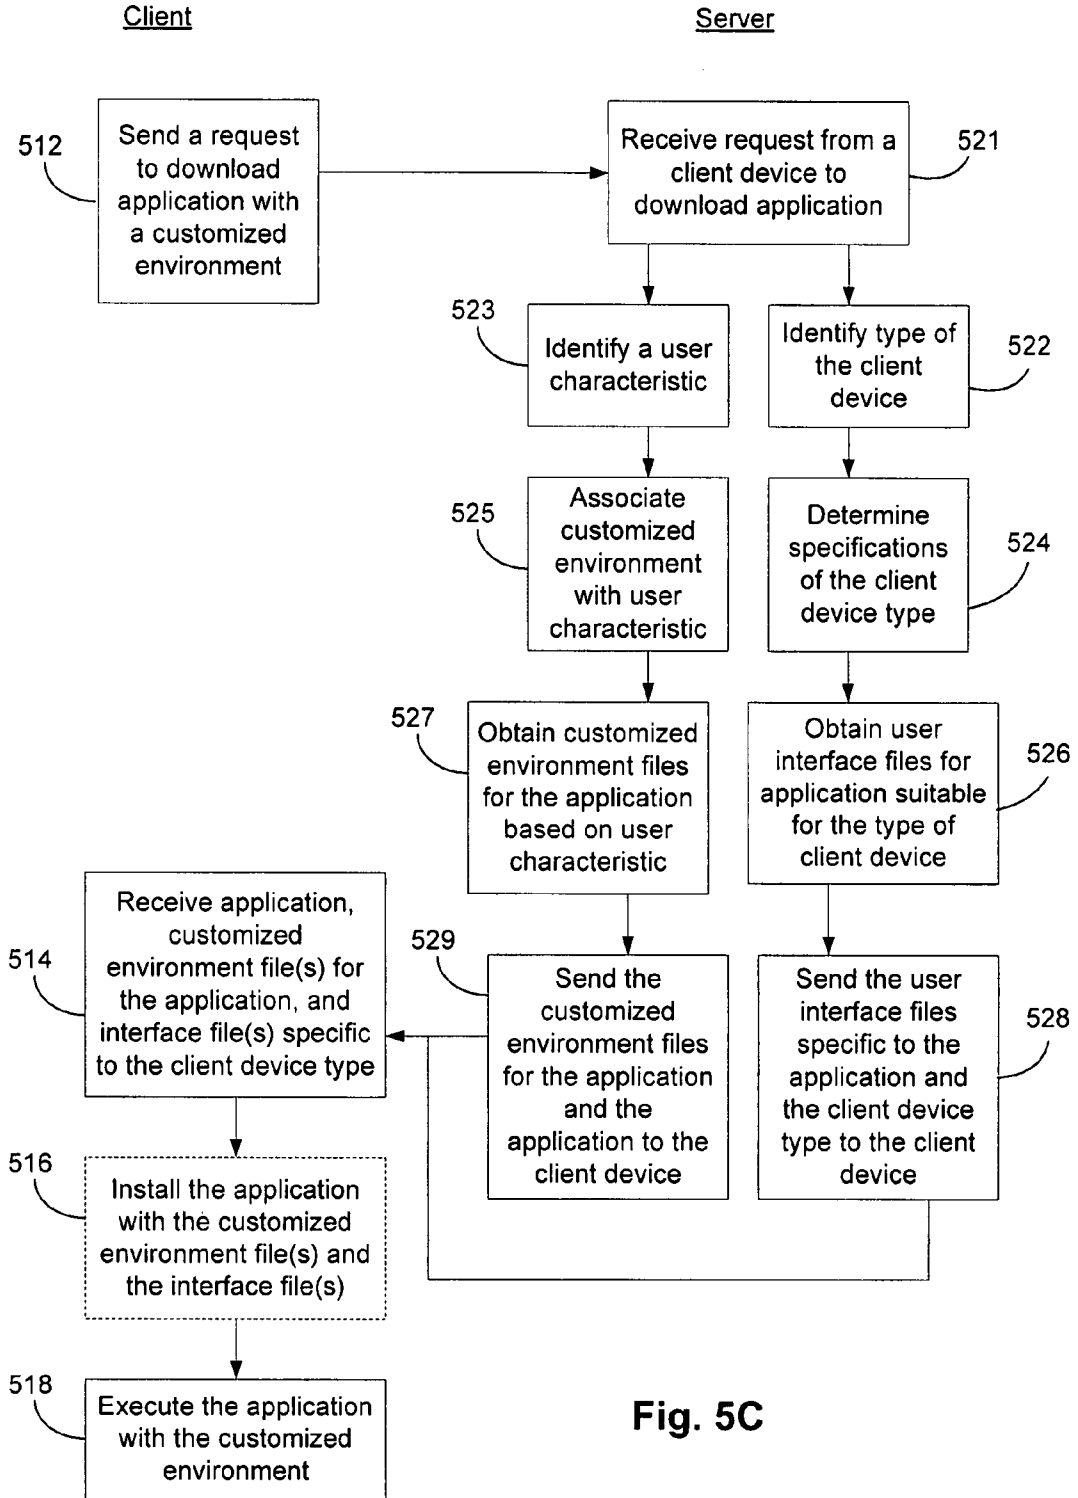 Client
Server
512
Send a request
to download
application with
a customized
environment
Receive request from a
client device to
download application
521
523
Identify a user
characteristic
Identify type of
the client
device
522
525
Associate
customized
environment
with user
characteristic
Determine
specifications
of the client
device type
524
527
Obtain customized
environment files
for the application
based on user
characteristic
Obtain user
interface files for
application suitable
for the type of
client device
526
514
Receive application,
customized
environment file(s) for
the application, and
interface file(s) specific
to the client device type
529
Send the
customized
environment files
for the application
and the
application to the
client device
Send the user
interface files
specific to the
application and
the client device
type to the client
device
528
516
Install the application
with the customized
environment file(s) and
the interface file(s)
518
Execute the application
with the customized
environment
Fig. 5C